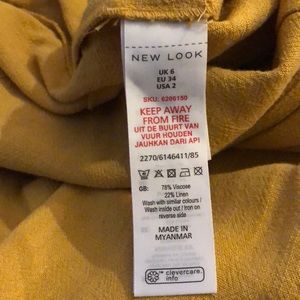 NEW LOOK
UK 6
EU 34
USA 2
SKU: 6206150
KEEP AWAY
FROM FIRE
UIT DE BUURT VAN
VUUR HOUDEN
JAUHKAN DARI API
2270/6146411/85
GB: 78% Viscose
22% Linen
Wash with similar colours /
Wash inside out / Iron on
reverse side
MADE IN
MYANMAR
clevercare.
info